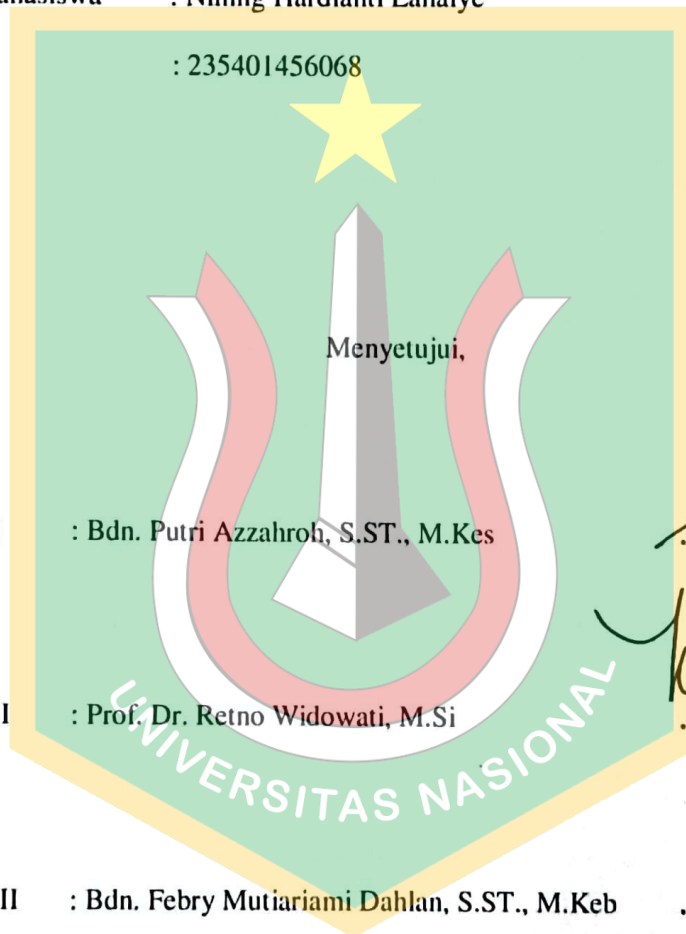 : 235401456068
Menyetujui,
: Bdn. Putri Azzahroh, S.ST., M.Kes
I : Prof. Dr. Retno Widowati, M.Si
UNIVERSITAS NASIONAL
II : Bdn. Febry Mutiariami Dahlan, S.ST., M.Keb